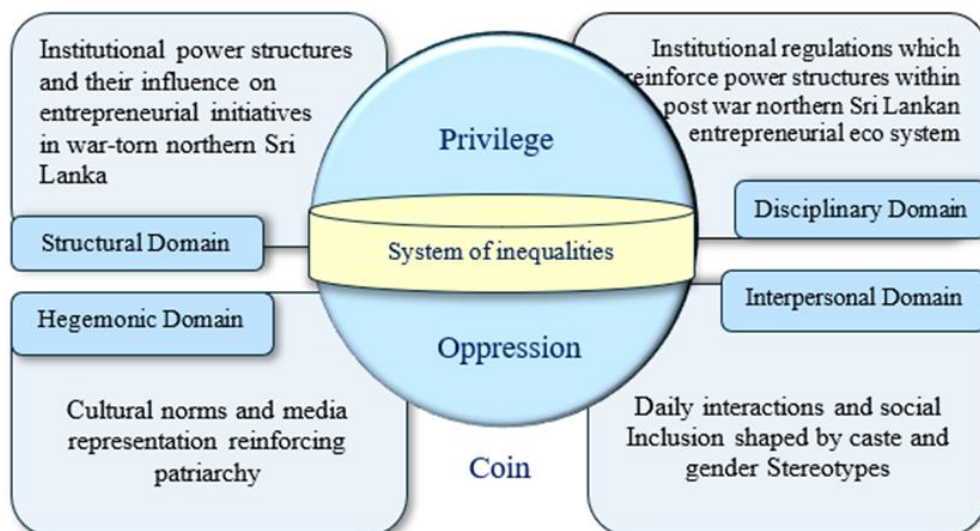 Institutional power structures
and their influence on
entrepreneurial initiatives
in war-torn northern Sri
Lanka
Structural Domain
Privilege
System of inequalities
Oppression
Coin
Institutional regulations which
reinforce power structures within
post war northern Sri Lankan
entrepreneurial eco system
Disciplinary Domain
Hegemonic Domain
Cultural norms and media
representation reinforcing
patriarchy
Interpersonal Domain
Daily interactions and social
Inclusion shaped by caste and
gender Stereotypes